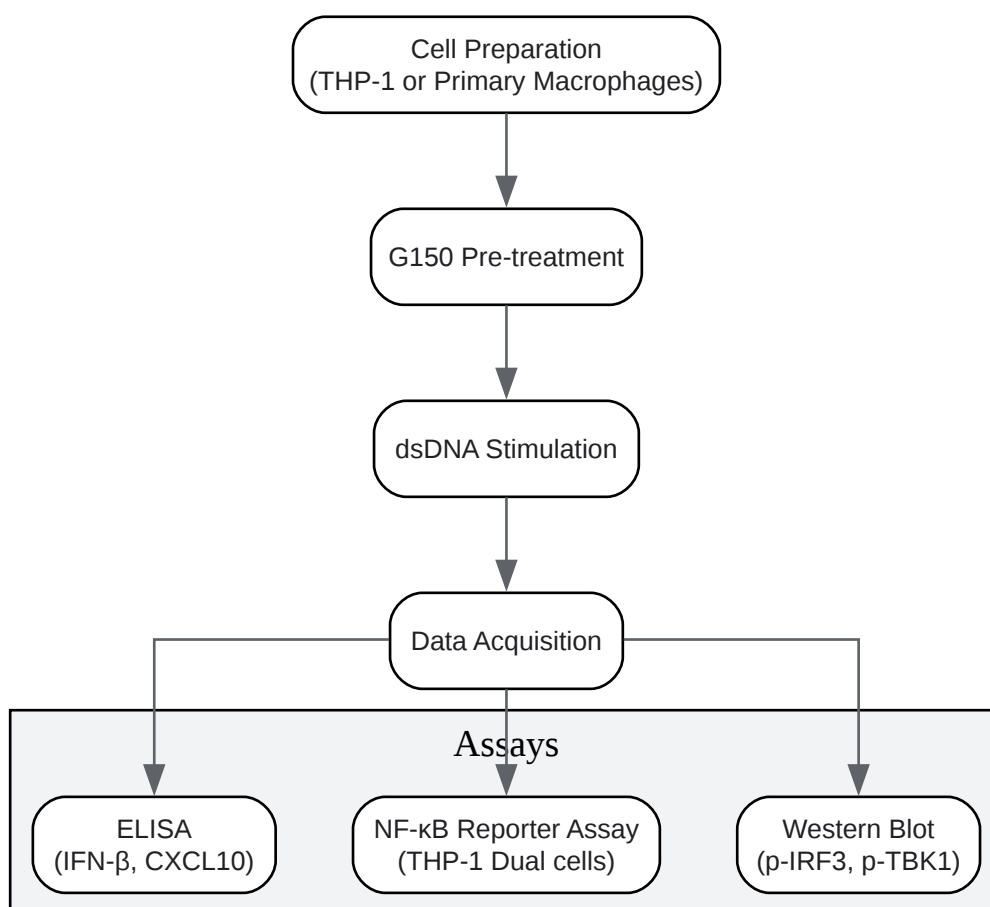 Cell Preparation
(THP-1 or Primary Macrophages)
G150 Pre-treatment
dsDNA Stimulation
Data Acquisition
Assays
ELISA
(IFN-β, CXCL10)
NF-κB Reporter Assay
(THP-1 Dual cells)
Western Blot
(p-IRF3, p-TBK1)